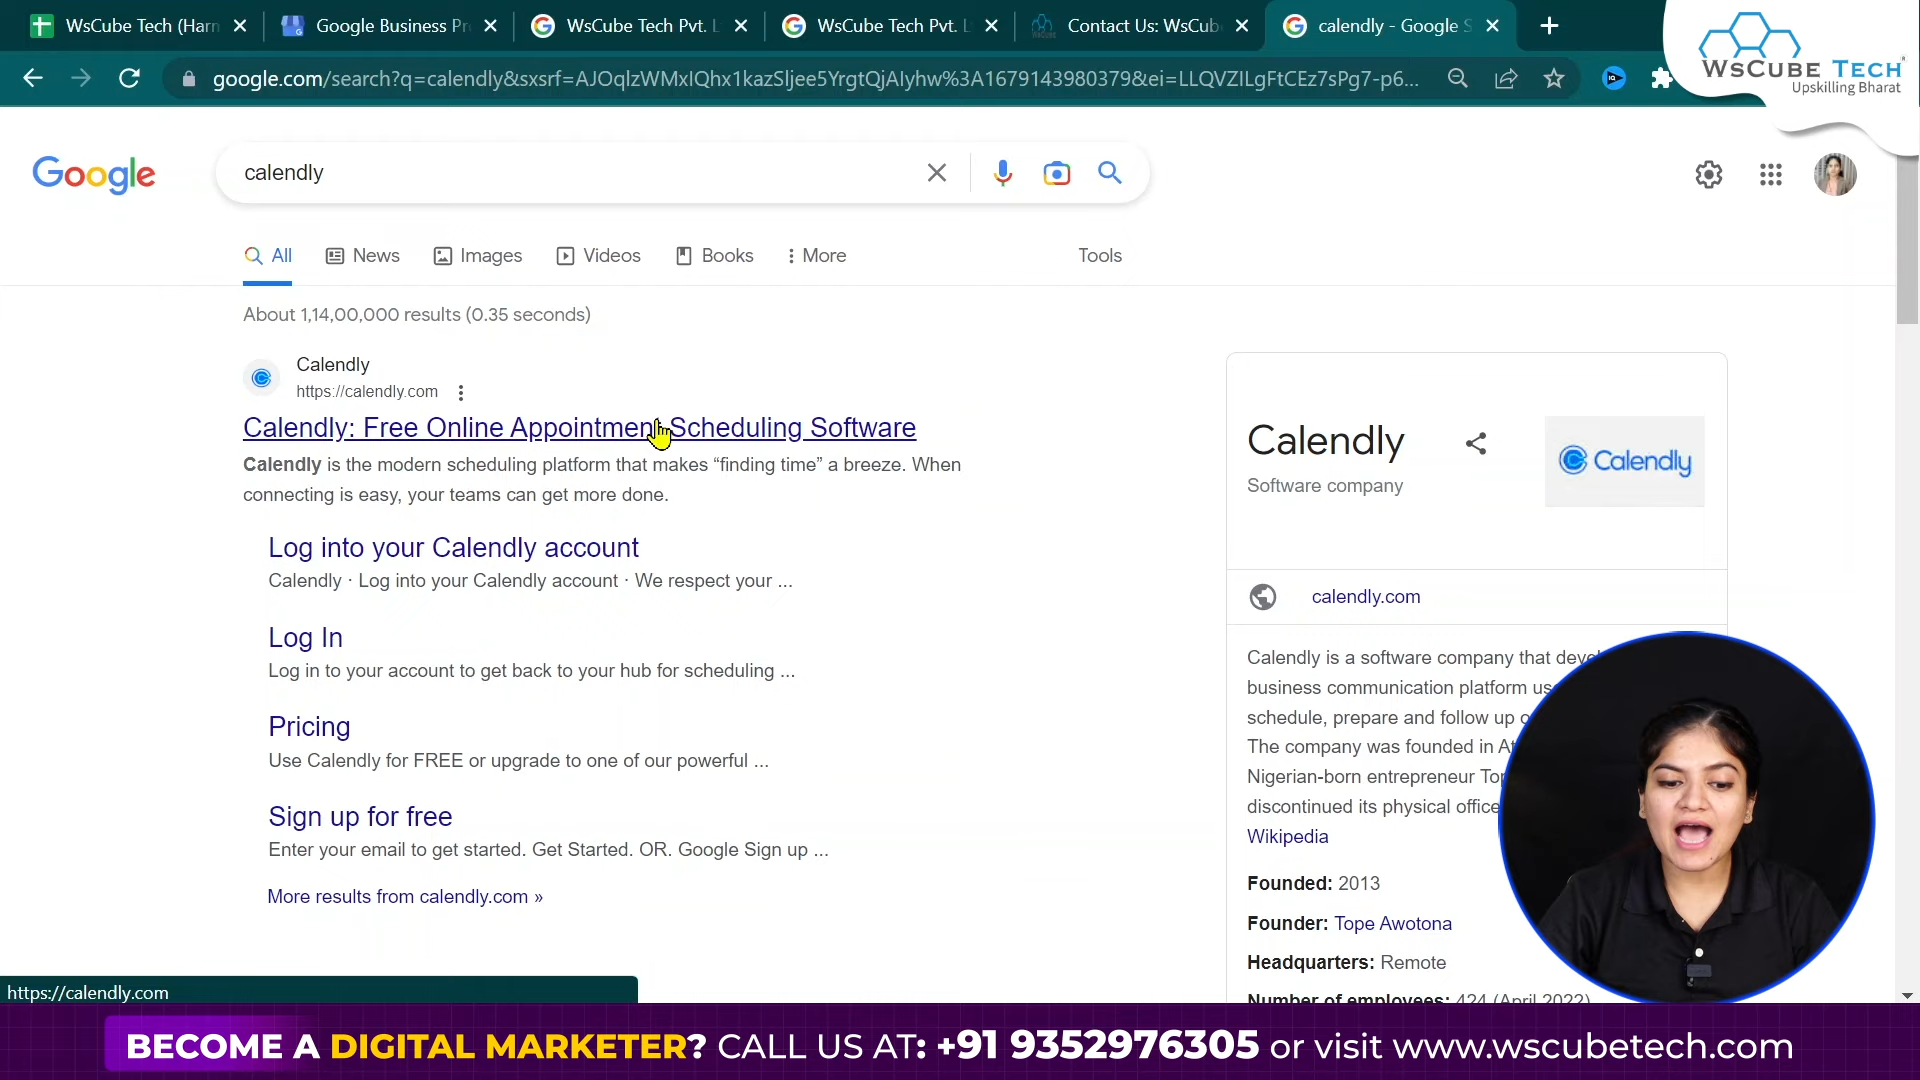 WsCube Tech (Harn
Google Business Pr
WsCube Tech Pvt. L
WsCube Tech Pvt. L
Contact Us: WsCub
calendly - Google S
google.com/search?q=calendly&sxsrf=AJOqlzWMxIQhx1kazSljee5YrgtQjAIyhw%3A1679143980379&ei=LLQVZILgFtCEz7sPg7-p6...
WSCUBE TECH
Upskilling Bharat
Google
calendly
All
News
Images
Videos
Books
More
Tools
About 1,14,00,000 results (0.35 seconds)
Calendly
https://calendly.com
Calendly: Free Online Appointment Scheduling Software
Calendly is the modern scheduling platform that makes “finding time” a breeze. When
connecting is easy, your teams can get more done.
Log into your Calendly account
Calendly · Log into your Calendly account · We respect your ...
Log In
Log in to your account to get back to your hub for scheduling ...
Pricing
Use Calendly for FREE or upgrade to one of our powerful ...
Sign up for free
Enter your email to get started. Get Started. OR. Google Sign up ...
More results from calendly.com »
Calendly
Software company
Calendly
calendly.com
Calendly is a software company that deve
business communication platform us
schedule, prepare and follow up o
The company was founded in At
Nigerian-born entrepreneur Top
discontinued its physical office
Wikipedia
Founded: 2013
Founder: Tope Awotona
Headquarters: Remote
Number of employees: 424 (April 2022)
https://calendly.com
BECOME A DIGITAL MARKETER? CALL US AT: +91 9352976305 or visit www.wscubetech.com